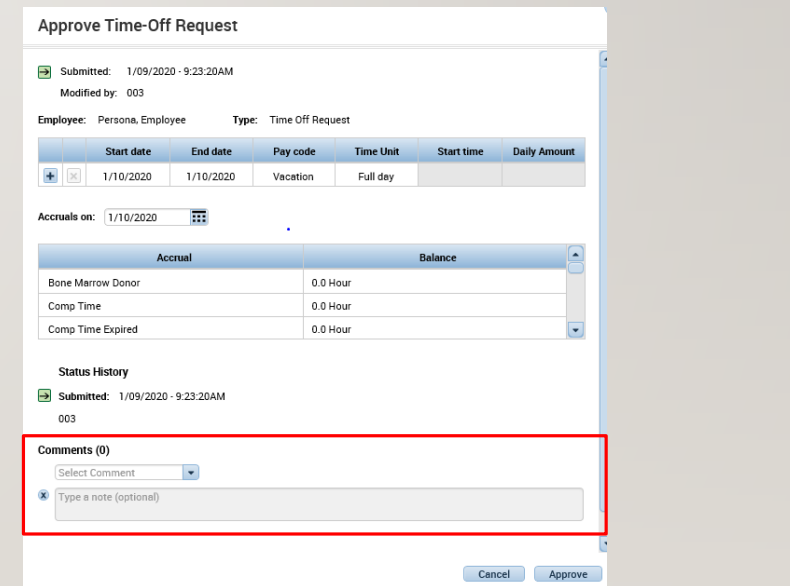 Approve Time-Off Request
Submitted: 1/09/2020 - 9:23:20AM
Modified by: 003
Employee: Persona, Employee Type: Time Off Request
Start date End date Pay code Time Unit Start time Daily Amount
1/10/2020 1/10/2020 Vacation Full day
Accruals on: 1/10/2020
Accrual Balance
Bone Marrow Donor 0.0 Hour
Comp Time 0.0 Hour
Comp Time Expired 0.0 Hour
Status History
Submitted: 1/09/2020 - 9:23:20AM
003
Comments (0)
Select Comment
Type a note (optional)
Cancel Approve